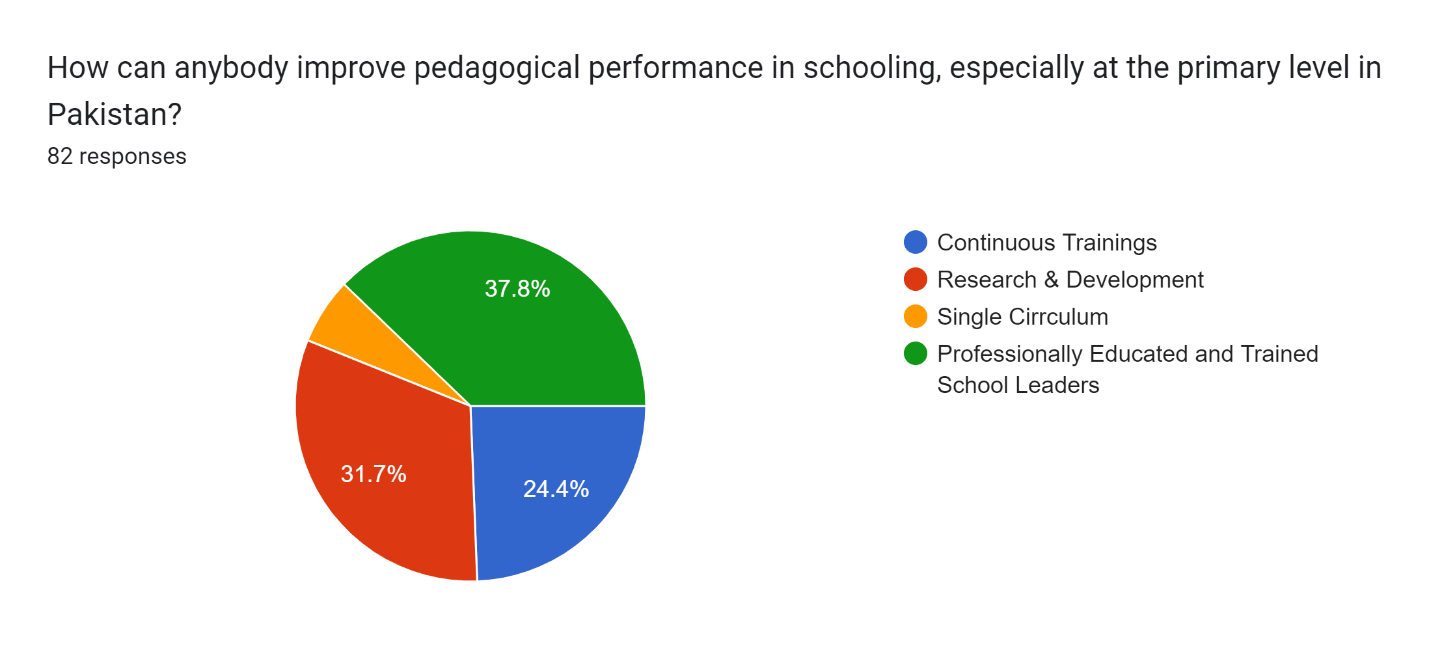 How can anybody improve pedagogical performance in schooling, especially at the primary level in
Pakistan?
82 responses
37.8%
31.7%
24.4%
Continuous Trainings
Research & Development
Single Cirrculum
Professionally Educated and Trained
School Leaders